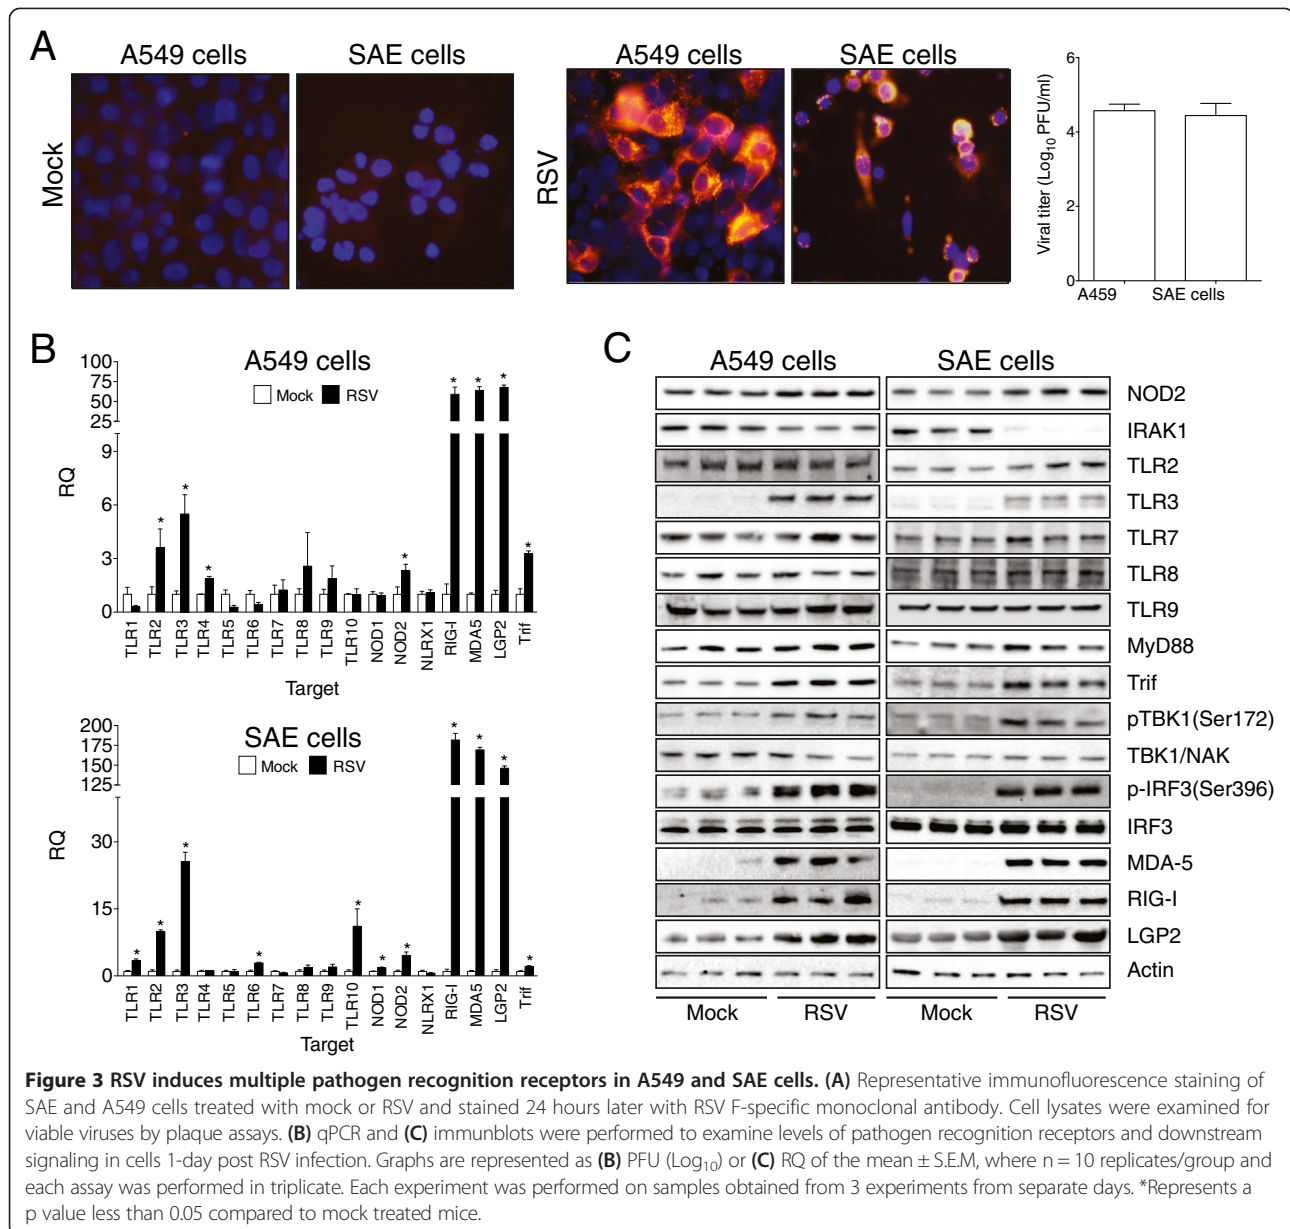 A
A549 cells
SAE cells
Mock
A549 cells
SAE cells
RSV
Viral titer (Log10 PFU/ml)
6
4
2
0
A459
SAE cells
B
A549 cells
Mock
RSV
RQ
100
75
50
25
9
6
3
0
* * * * * * * * *
TLR1
TLR2
TLR3
TLR4
TLR5
TLR6
TLR7
TLR8
TLR9
TLR10
NOD1
NOD2
NLRX1
RIG-I
MDA5
LGP2
Trif
Target
SAE cells
Mock
RSV
RQ
200
175
150
125
30
15
0
* * * * * * * * * * *
TLR1
TLR2
TLR3
TLR4
TLR5
TLR6
TLR7
TLR8
TLR9
TLR10
NOD1
NOD2
NLRX1
RIG-I
MDA5
LGP2
Trif
Target
C
A549 cells
SAE cells
NOD2
IRAK1
TLR2
TLR3
TLR7
TLR8
TLR9
MyD88
Trif
pTBK1(Ser172)
TBK1/NAK
p-IRF3(Ser396)
IRF3
MDA-5
RIG-I
LGP2
Actin
Mock
RSV
Mock
RSV
Figure 3 RSV induces multiple pathogen recognition receptors in A549 and SAE cells. (A) Representative immunofluorescence staining of
SAE and A549 cells treated with mock or RSV and stained 24 hours later with RSV F-specific monoclonal antibody. Cell lysates were examined for
viable viruses by plaque assays. (B) qPCR and (C) immunblots were performed to examine levels of pathogen recognition receptors and downstream
signaling in cells 1-day post RSV infection. Graphs are represented as (B) PFU (Log10) or (C) RQ of the mean ± S.E.M, where n = 10 replicates/group and
each assay was performed in triplicate. Each experiment was performed on samples obtained from 3 experiments from separate days. *Represents a
p value less than 0.05 compared to mock treated mice.